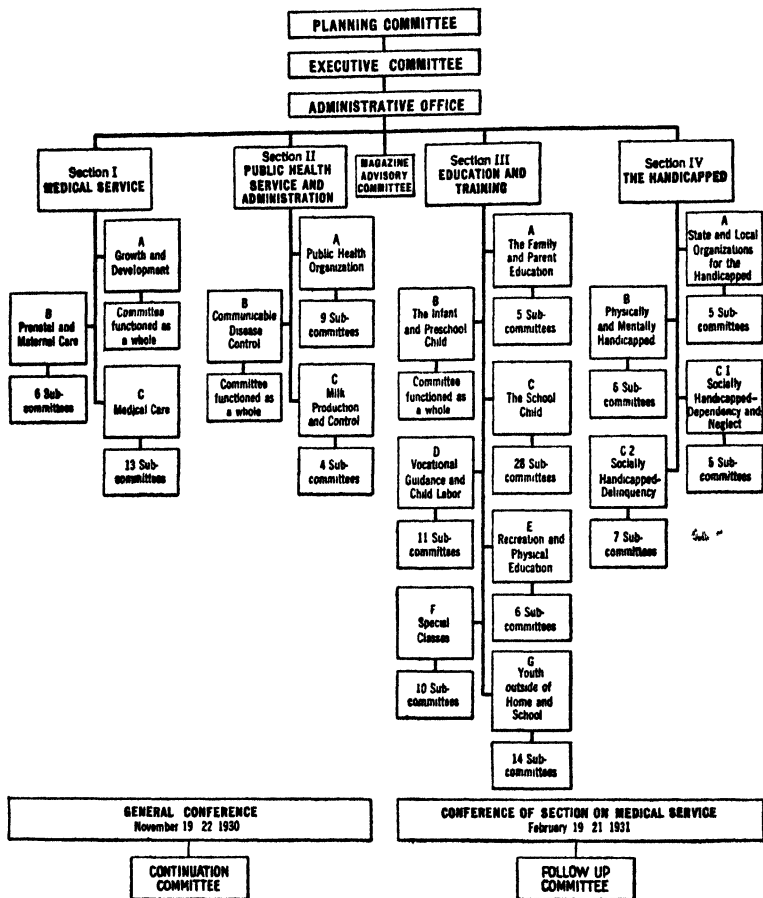 PLANNING COMMITTEE
EXECUTIVE COMMITTEE
ADMINISTRATIVE OFFICE
Section I
MEDICAL SERVICE
Section II
PUBLIC HEALTH
SERVICE AND
ADMINISTRATION
MAGAZINE
ADVISORY
COMMITTEE
Section III
EDUCATION AND
TRAINING
Section IV
THE HANDICAPPED
A
Growth and
Development
Committee
functioned as
a whole
B
Prenatal and
Maternal Care
6 Sub-
committees
C
Medical Care
13 Sub-
committees
A
Public Health
Organization
9 Sub-
committees
B
Communicable
Disease
Control
Committee
functioned as
a whole
C
Milk
Production
and Control
4 Sub-
committees
A
The Family
and Parent
Education
5 Sub-
committees
B
The Infant
and Preschool
Child
Committee
functioned as
a whole
C
The School
Child
28 Sub-
committees
D
Vocational
Guidance and
Child Labor
11 Sub-
committees
E
Recreation and
Physical
Education
6 Sub-
committees
F
Special
Classes
10 Sub-
committees
G
Youth
outside of
Home and
School
14 Sub-
committees
A
State and Local
Organizations
for the
Handicapped
5 Sub-
committees
B
Physically
and Mentally
Handicapped
6 Sub-
committees
C 1
Socially
Handicapped-
Dependency and
Neglect
5 Sub-
committees
C 2
Socially
Handicapped-
Delinquency
7 Sub-
committees
GENERAL CONFERENCE
November 19 22 1930
CONTINUATION
COMMITTEE
CONFERENCE OF SECTION ON MEDICAL SERVICE
February 19 21 1931
FOLLOW UP
COMMITTEE